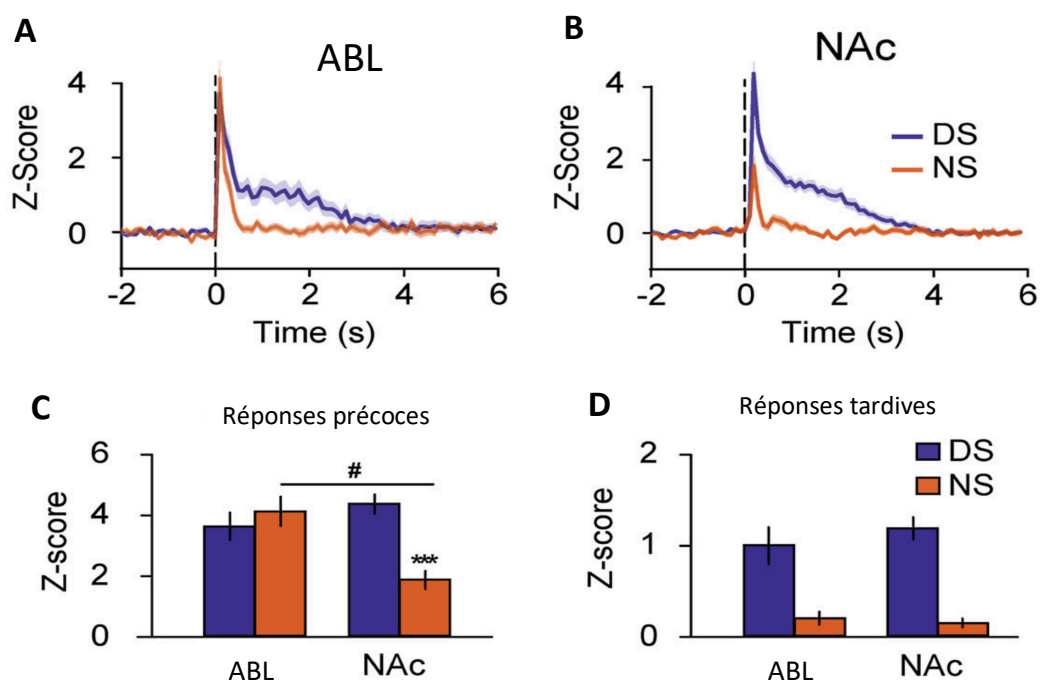 A
ABL
Z-Score
4
2
0
-2 0 2 4 6
Time (s)
B
NAc
Z-Score
4
2
0
DS
NS
-2 0 2 4 6
Time (s)
C
Réponses précoces
Z-score
6
4
2
0
#
***
ABL NAc
D
Réponses tardives
Z-score
2
1
0
DS
NS
ABL NAc